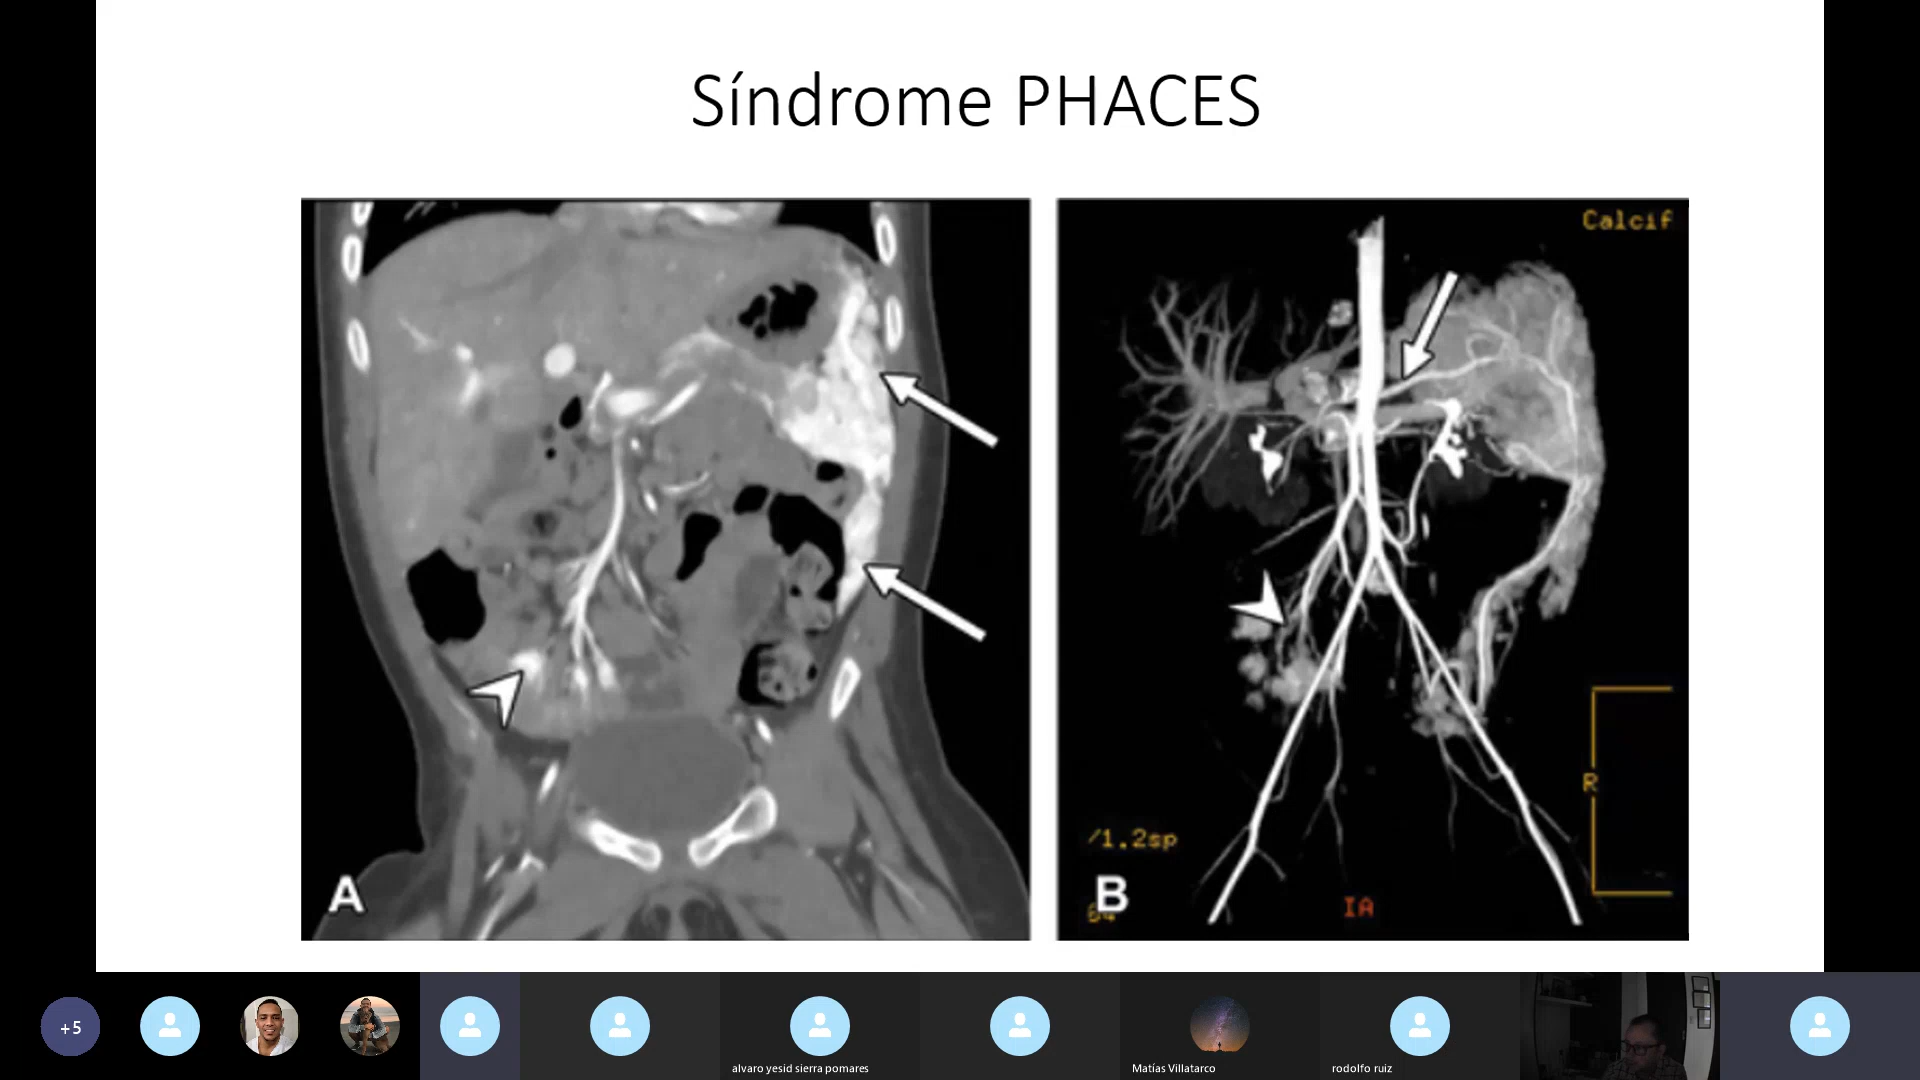 Síndrome PHACES
Calcif
R
/1.2sp
A
B
IA
+5
alvaro yesid sierra pomares
Matías Villatarco
rodolfo ruiz